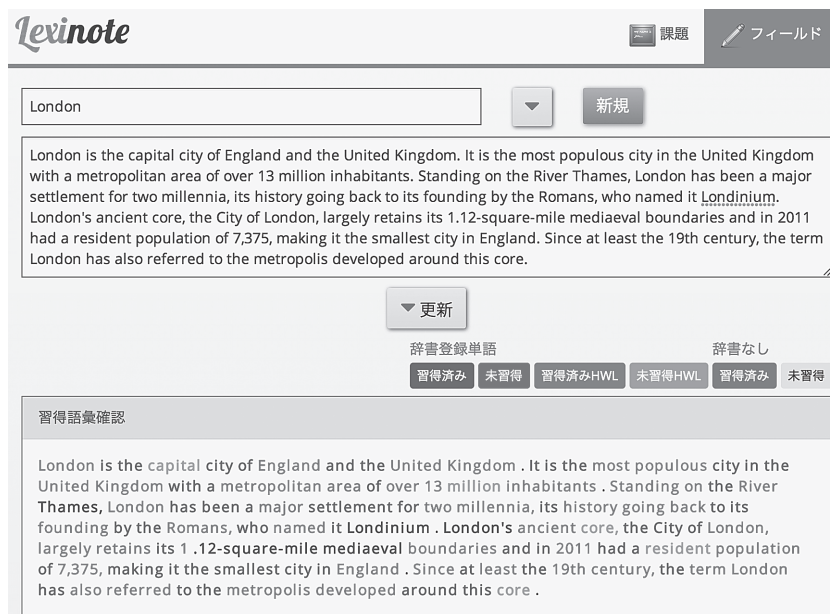 Lexinote
課題
フィールド
London
新規
London is the capital city of England and the United Kingdom. It is the most populous city in the United Kingdom
with a metropolitan area of over 13 million inhabitants. Standing on the River Thames, London has been a major
settlement for two millennia, its history going back to its founding by the Romans, who named it Londinium.
London's ancient core, the City of London, largely retains its 1.12-square-mile mediaeval boundaries and in 2011
had a resident population of 7,375, making it the smallest city in England. Since at least the 19th century, the term
London has also referred to the metropolis developed around this core.
更新
辞書登録単語 辞書なし
習得済み 未習得 習得済みHWL 未習得HWL 習得済み 未習得
習得語彙確認
London is the capital city of England and the United Kingdom . It is the most populous city in the
United Kingdom with a metropolitan area of over 13 million inhabitants . Standing on the River
Thames, London has been a major settlement for two millennia, its history going back to its
founding by the Romans, who named it Londinium . London's ancient core, the City of London,
largely retains its 1 .12-square-mile mediaeval boundaries and in 2011 had a resident population
of 7,375, making it the smallest city in England . Since at least the 19th century, the term London
has also referred to the metropolis developed around this core .